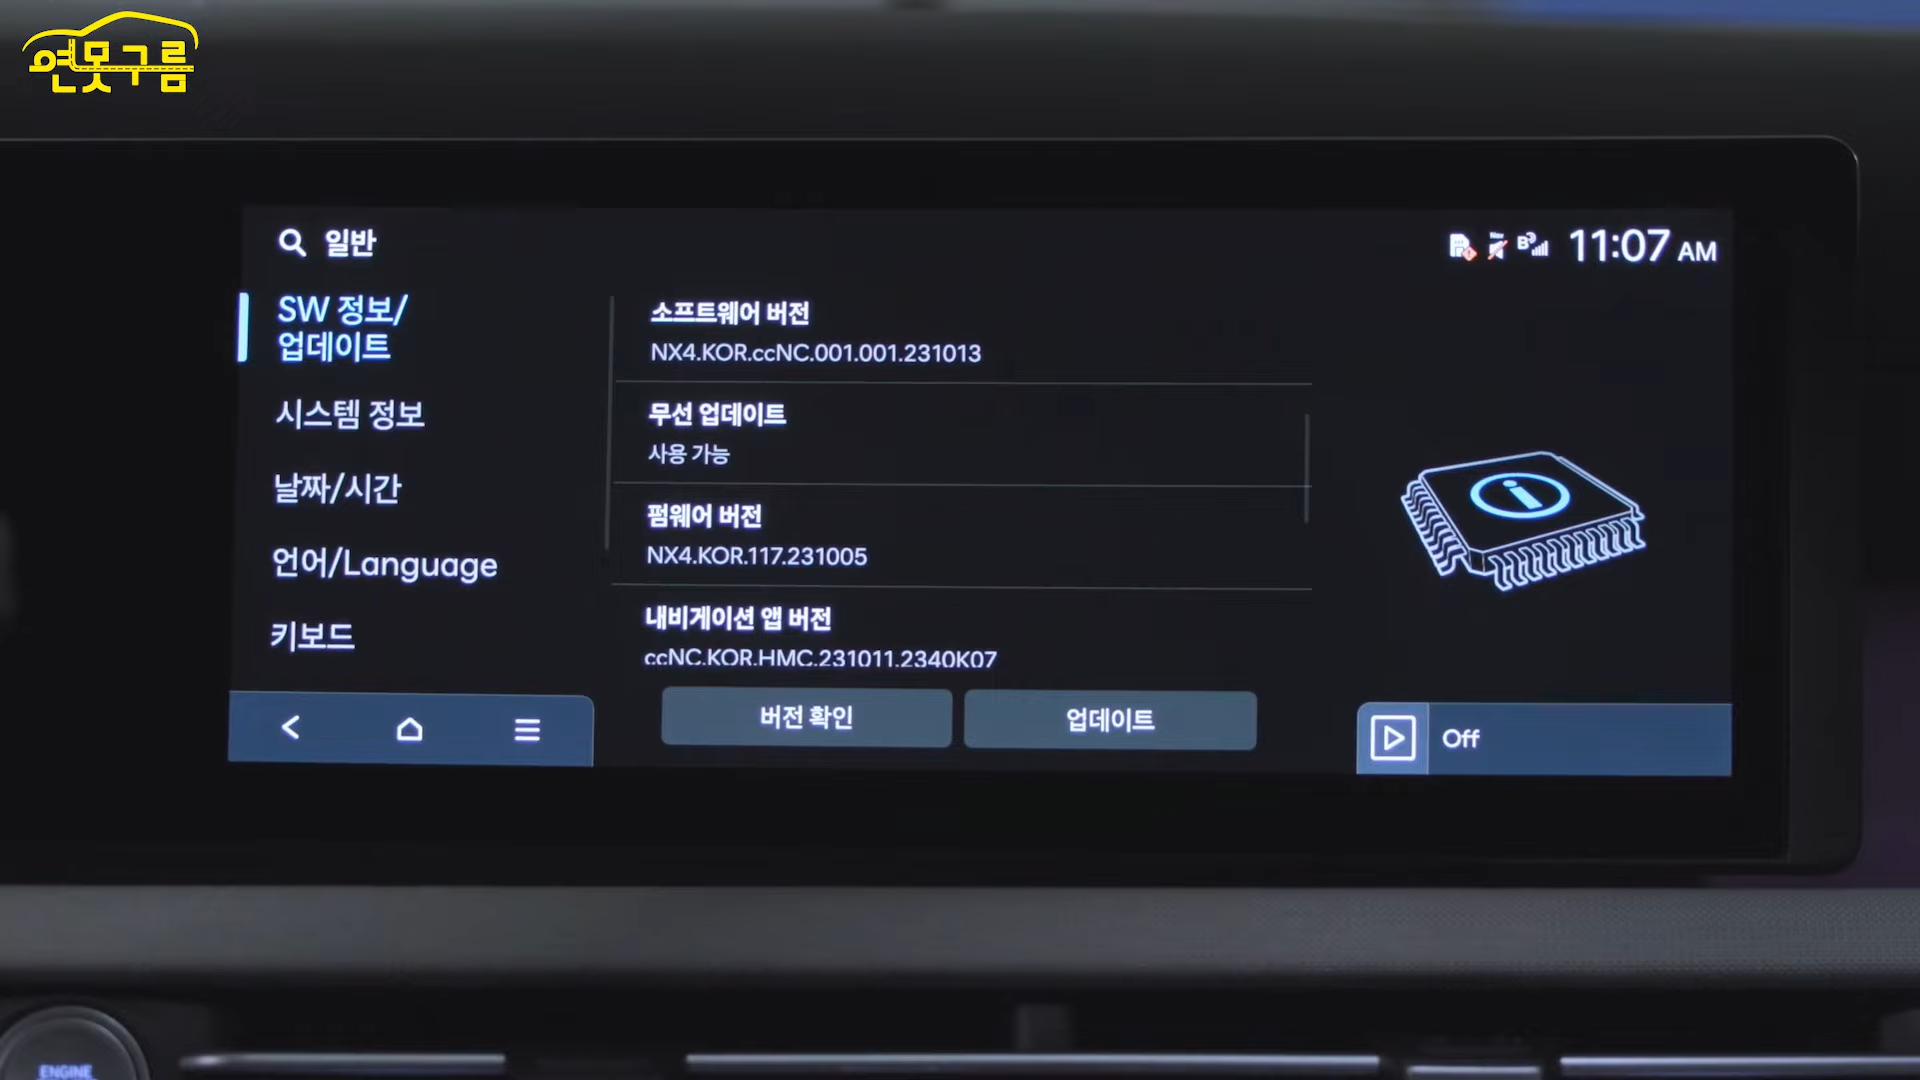 연못구름
일반
11:07 AM
SW 정보/
업데이트
시스템 정보
날짜/시간
언어/Language
키보드
소프트웨어 버전
NX4.KOR.ccNC.001.001.231013
무선 업데이트
사용 가능
펌웨어 버전
NX4.KOR.117.231005
내비게이션 앱 버전
ccNC.KOR.HMC.231011.2340K07
버전 확인
업데이트
Off
ENGINE